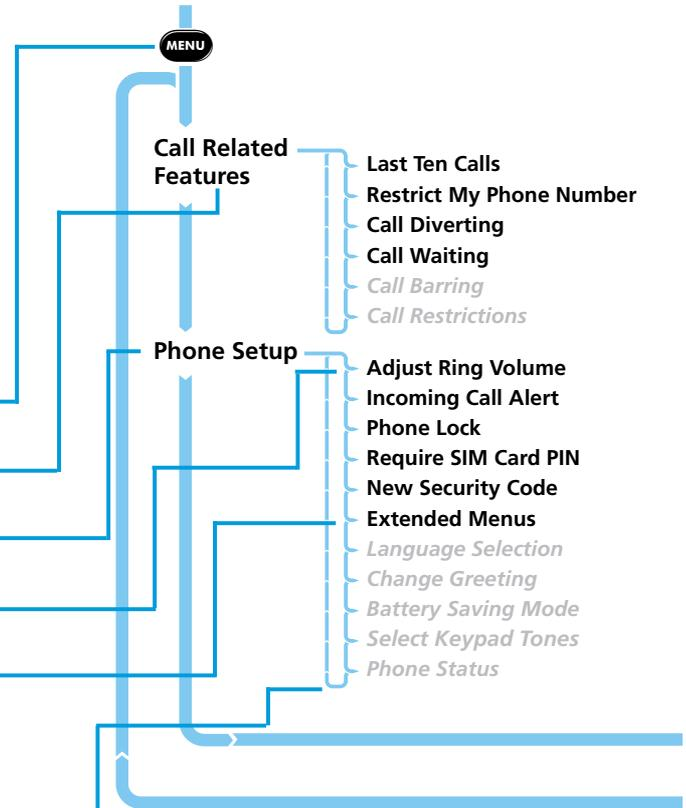 MENU
Call Related
Features
Last Ten Calls
Restrict My Phone Number
Call Diverting
Call Waiting
Call Barring
Call Restrictions
Phone Setup
Adjust Ring Volume
Incoming Call Alert
Phone Lock
Require SIM Card PIN
New Security Code
Extended Menus
Language Selection
Change Greeting
Battery Saving Mode
Select Keypad Tones
Phone Status